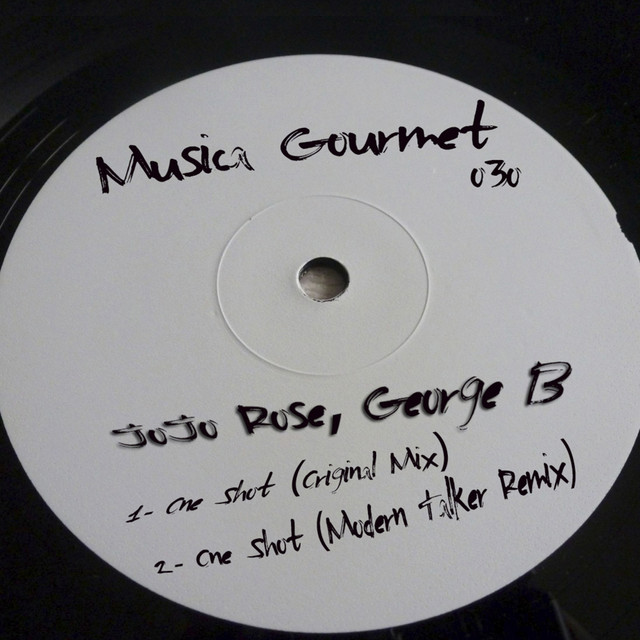 Musica Gourmet
030
JoJo Rose, George B
1- One Shot (Original Mix)
2- One Shot (Modern Talker Remix)